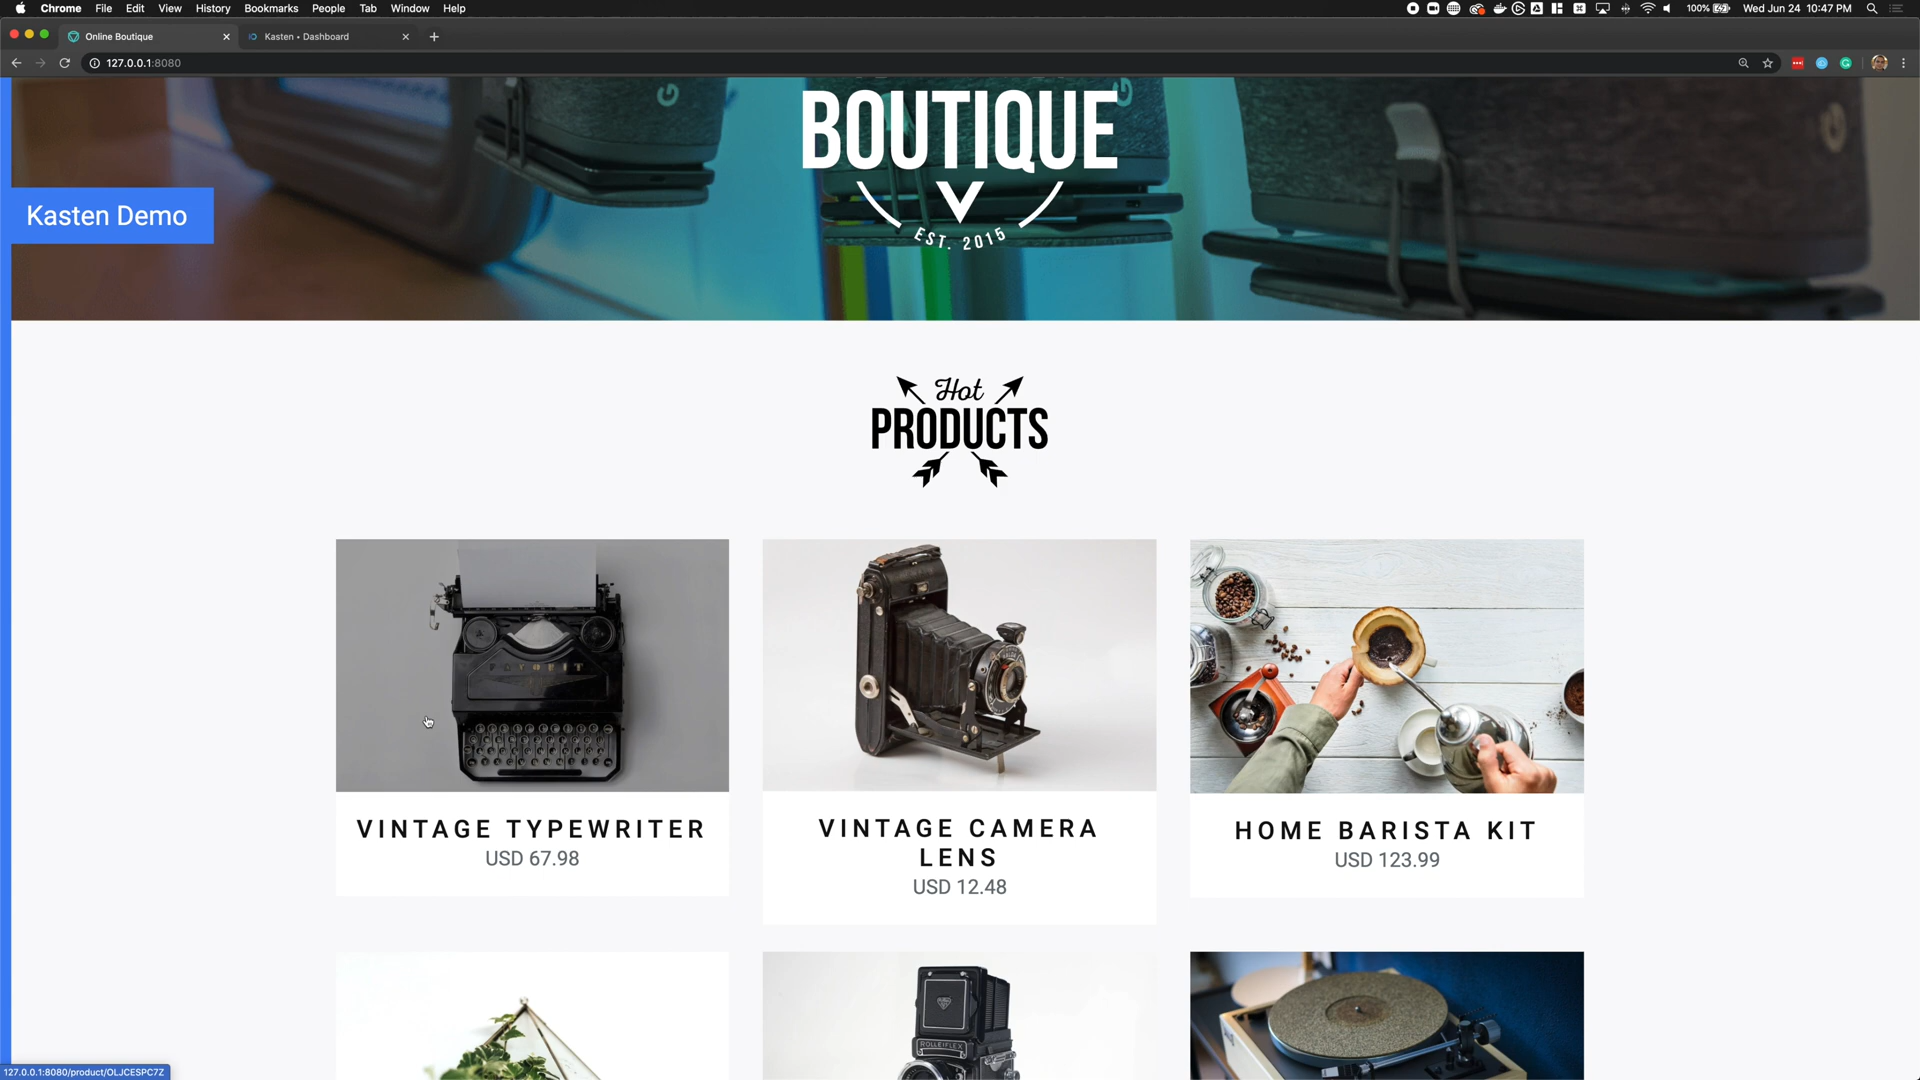 Chrome File Edit View History Bookmarks People Tab Window Help 100% Wed Jun 24 10:47 PM
Online Boutique Kasten • Dashboard
127.0.0.1:8080
BOUTIQUE
EST. 2015
Kasten Demo
Hot
PRODUCTS
VINTAGE TYPEWRITER
USD 67.98
VINTAGE CAMERA
LENS
USD 12.48
HOME BARISTA KIT
USD 123.99
ROLLEIFLEX
127.0.0.1:8080/product/OLJCESPC7Z